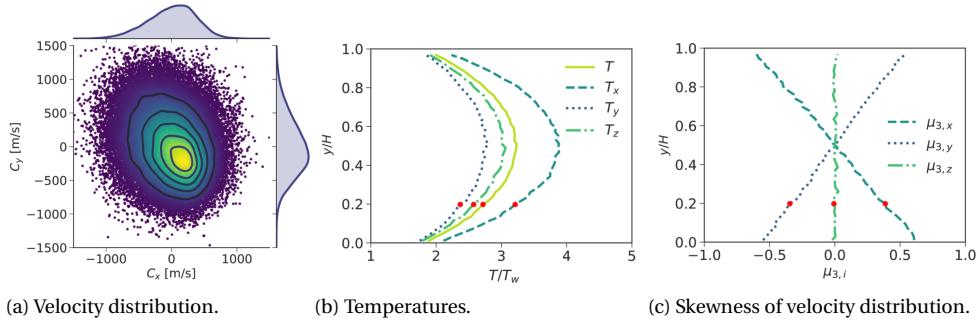 1500
1000
500
0
−500
−1000
−1500
C_y [m/s]
−1000 0 1000
C_x [m/s]
1.0
0.8
0.6
0.4
0.2
0.0
y/H
T
T_x
T_y
T_z
1 2 3 4 5
T/T_w
1.0
0.8
0.6
0.4
0.2
0.0
y/H
μ_{3,x}
μ_{3,y}
μ_{3,z}
−1.0 −0.5 0.0 0.5 1.0
μ_{3,i}
(a) Velocity distribution.
(b) Temperatures.
(c) Skewness of velocity distribution.